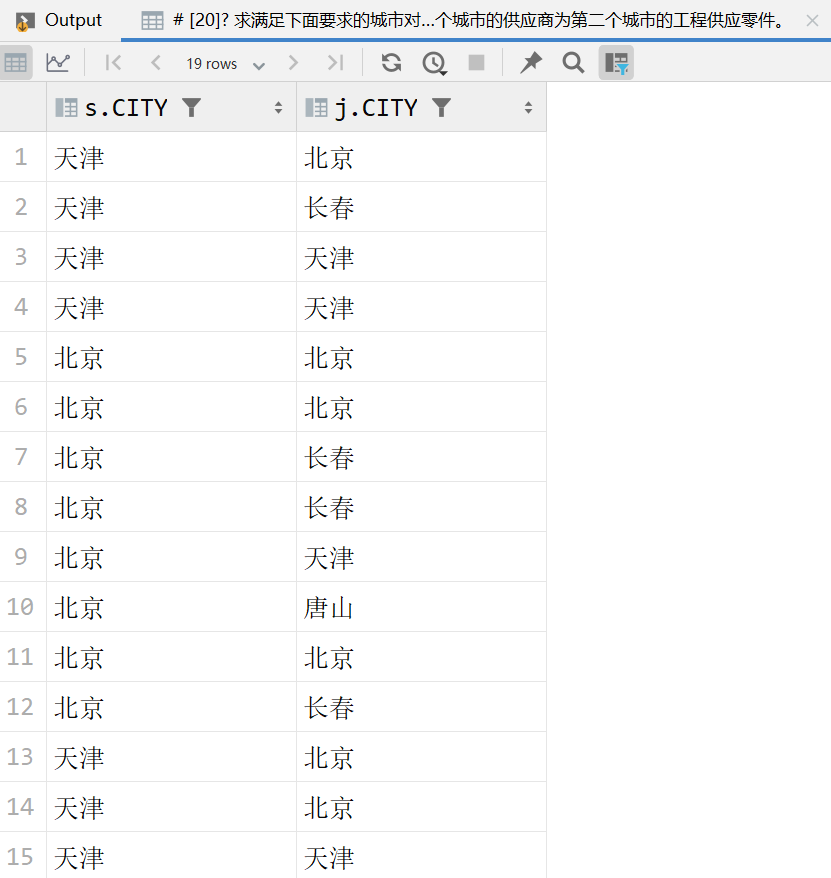 Output # [20]? 求满足下面要求的城市对…个城市的供应商为第二个城市的工程供应零件。
19 rows
s.CITY j.CITY
1 天津 北京
2 天津 长春
3 天津 天津
4 天津 天津
5 北京 北京
6 北京 北京
7 北京 长春
8 北京 长春
9 北京 天津
10 北京 唐山
11 北京 北京
12 北京 长春
13 天津 北京
14 天津 北京
15 天津 天津